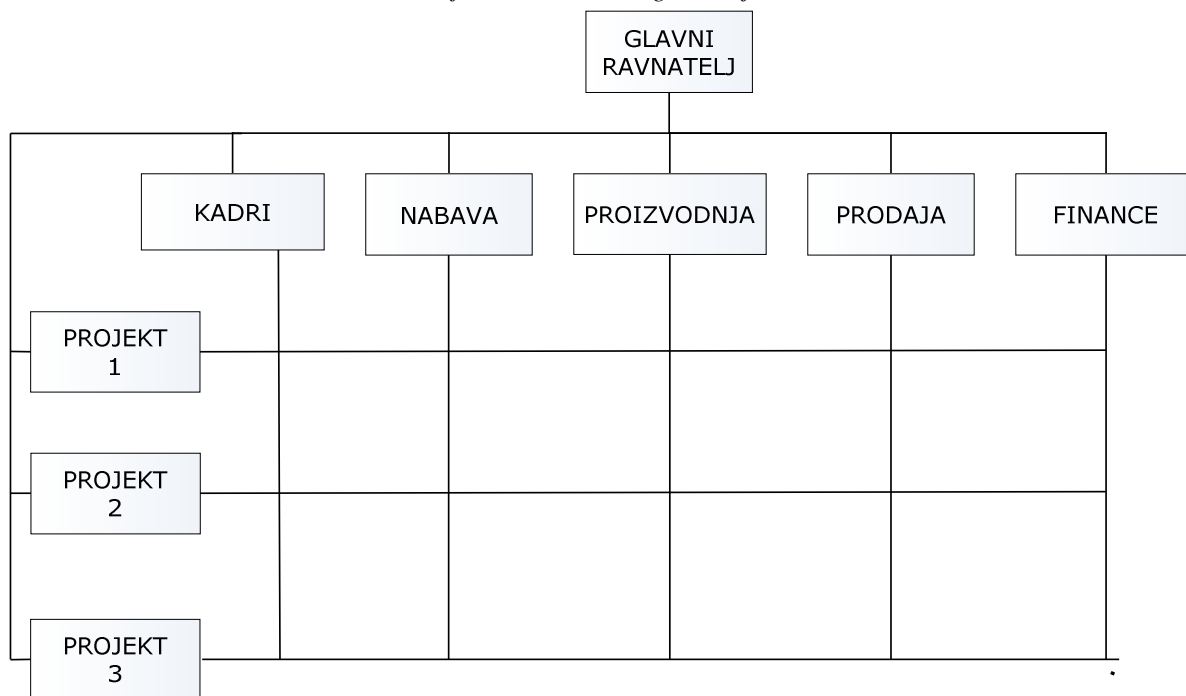 GLAVNI
RAVNATELJ
KADRI
NABAVA
PROIZVODNJA
PRODAJA
FINANCE
PROJEKT
1
PROJEKT
2
PROJEKT
3